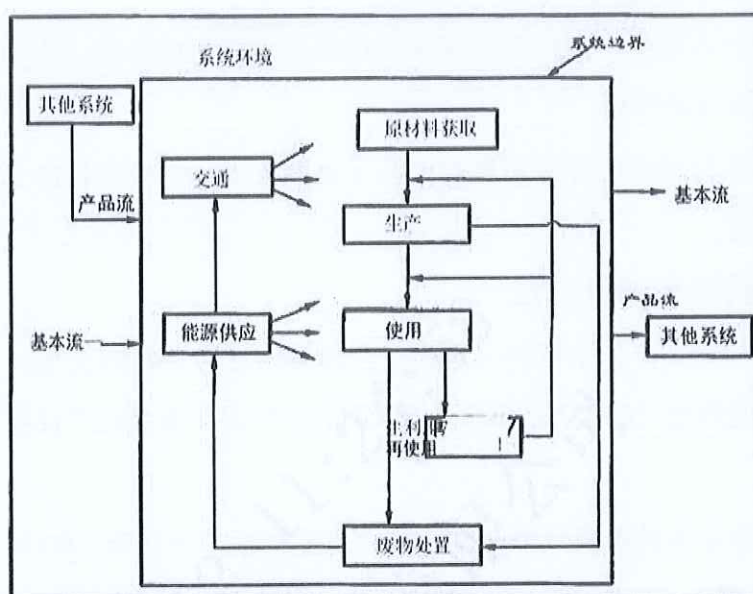 系统环境
系统边界
其他系统
原材料获取
交通
产品流
基本流
生产
产品流
能源供应
使用
基本流
其他系统
再使用
废物处置